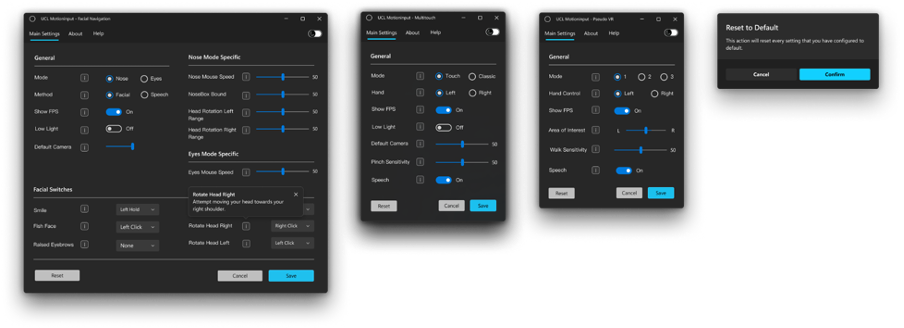 UCL MotionInput - Facial Navigation
Main Settings About Help
General
Mode Nose Eyes
Method Facial Speech
Show FPS On
Low Light Off
Default Camera
Nose Mode Specific
Nose Mouse Speed 50
NoseBox Bound 50
Head Rotation Left 50
Range
Head Rotation Right 50
Range
Eyes Mode Specific
Eyes Mouse Speed 50
Facial Switches
Smile Left Hold
Fish Face Left Click
Raised Eyebrows None
Rotate Head Right
Attempt moving your head towards your
right shoulder.
Rotate Head Right Right Click
Rotate Head Left Left Click
Reset Cancel Save
UCL MotionInput - Multitouch
Main Settings About Help
General
Mode Touch Classic
Hand Left Right
Show FPS On
Low Light Off
Default Camera 50
Pinch Sensitivity 50
Speech On
Reset Cancel Save
UCL MotionInput - Pseudo VR
Main Settings About Help
General
Mode 1 2 3
Hand Control Left Right
Show FPS On
Area of Interest L R
Walk Sensitivity 50
Speech On
Reset Cancel Save
Reset to Default
This action will reset every setting that you have configured to
default.
Cancel Confirm